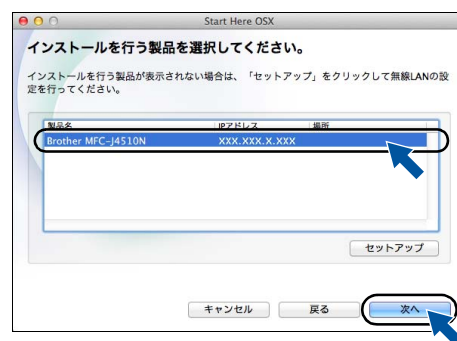 Start Here OSX
インストールを行う製品を選択してください。
インストールを行う製品が表示されない場合は、「セットアップ」をクリックして無線LANの設
定を行ってください。
製品名 IPアドレス 場所
Brother MFC-J4510N XXX.XXX.X.XXX
セットアップ
キャンセル 戻る 次へ